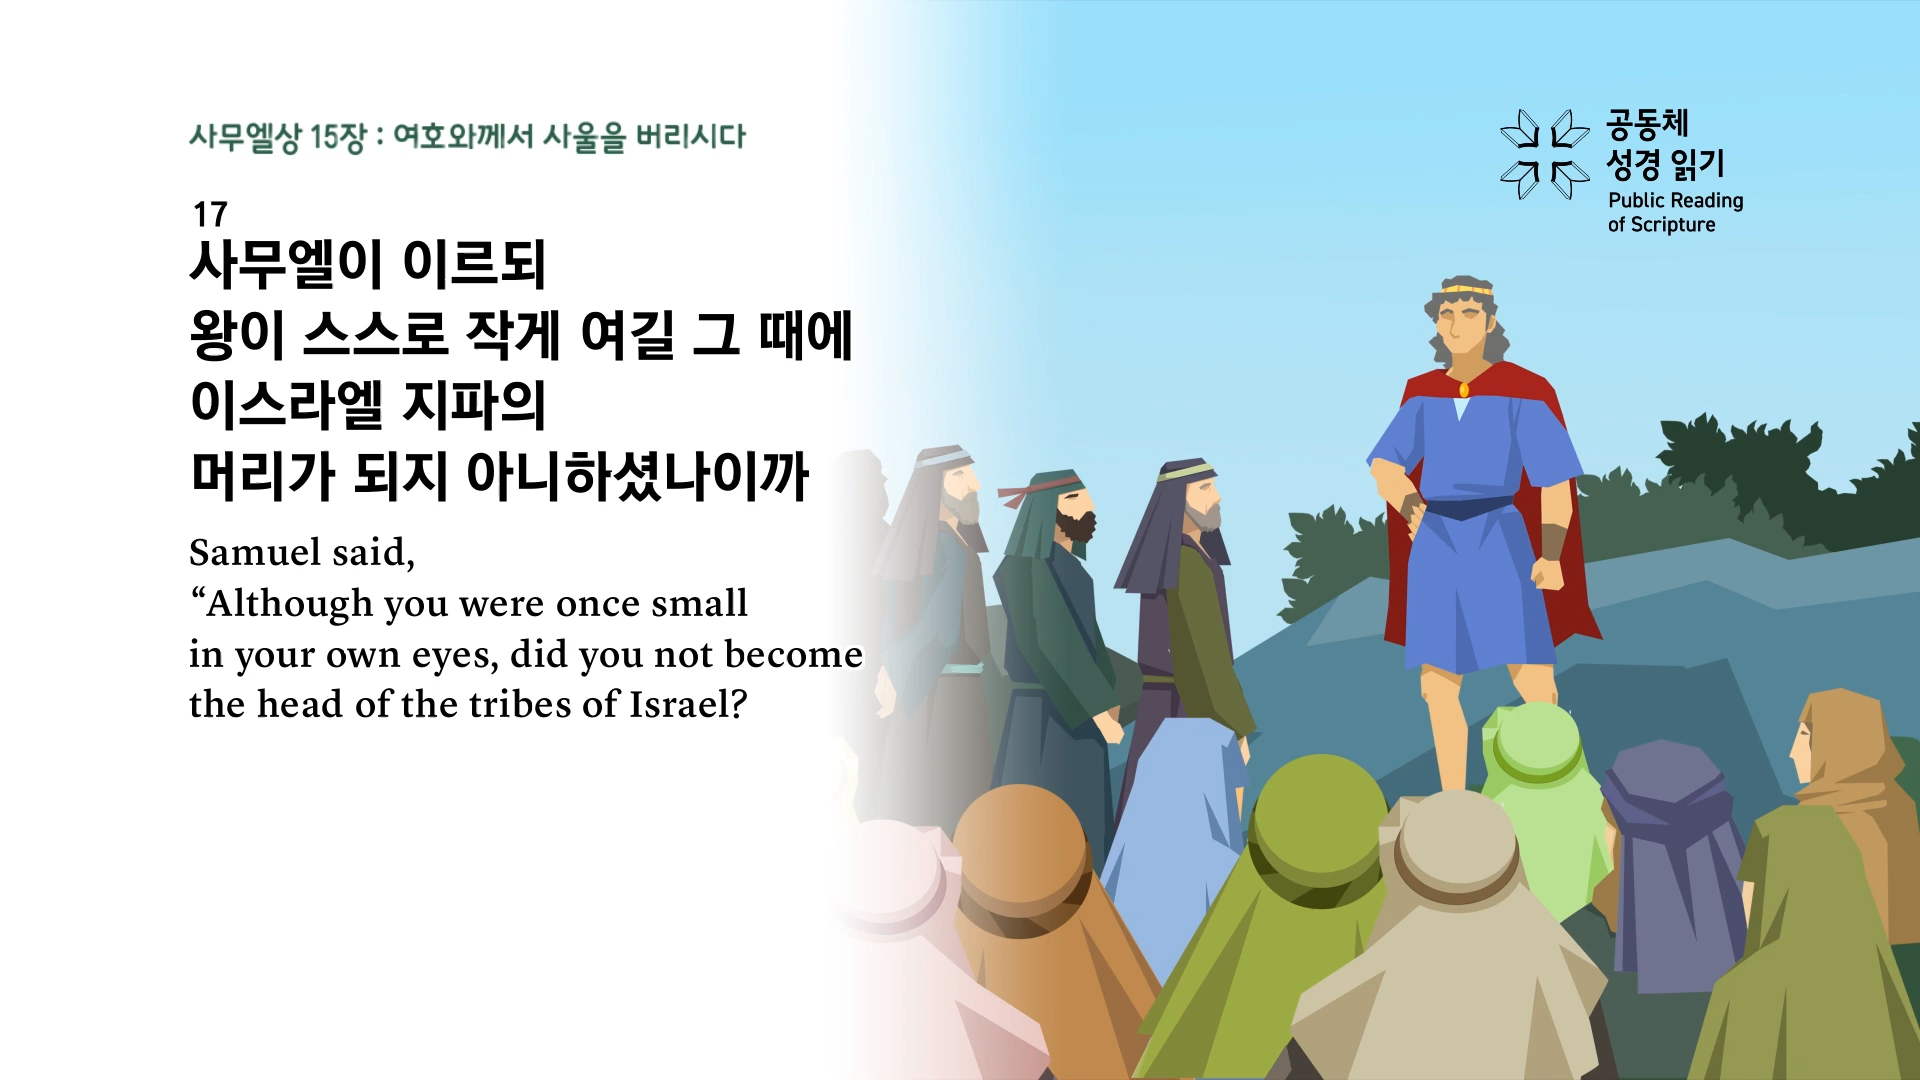 사무엘상 15장 : 여호와께서 사울을 버리시다
17
사무엘이 이르되
왕이 스스로 작게 여길 그 때에
이스라엘 지파의
머리가 되지 아니하셨나이까
Samuel said,
“Although you were once small
in your own eyes, did you not become
the head of the tribes of Israel?
공동체
성경 읽기
Public Reading
of Scripture